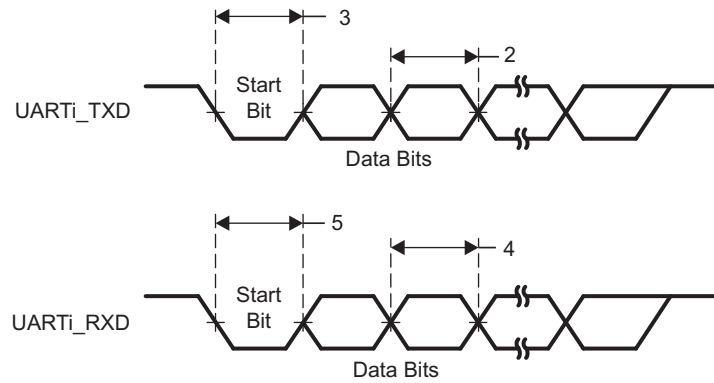 3
2
Start
Bit
UARTi_TXD
Data Bits
5
4
Start
Bit
UARTi_RXD
Data Bits